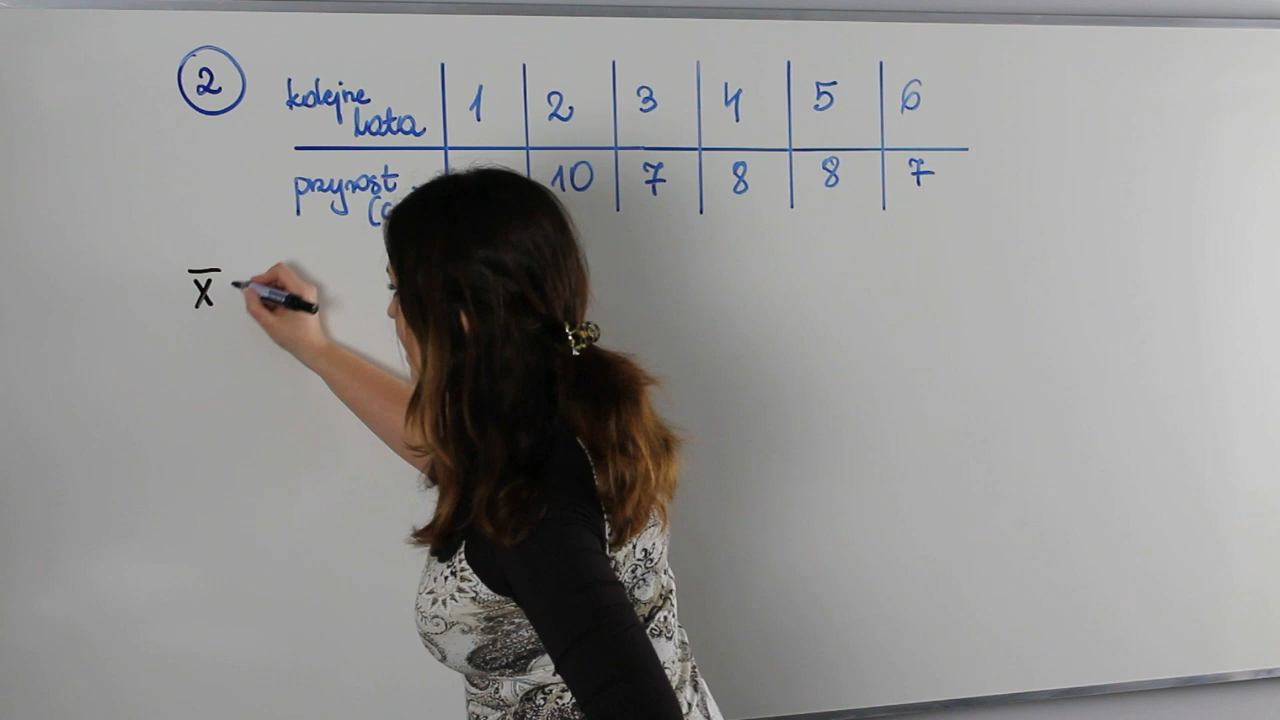 2
kolejne 1 2 3 4 5 6
lata
przyrost 10 7 8 8 7
x̅